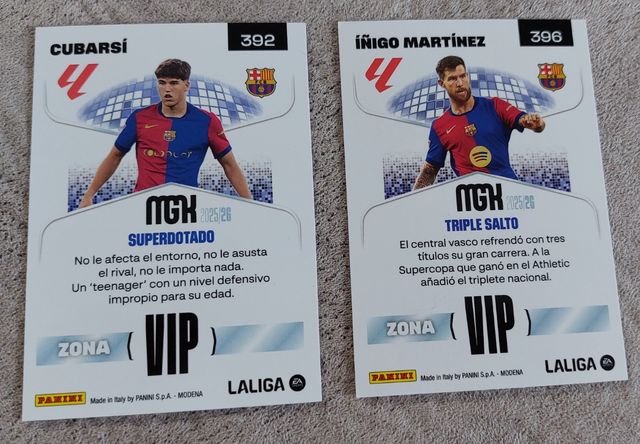 CUBARSÍ
392
MGK 2025/26
SUPERDOTADO
No le afecta el entorno, no le asusta
el rival, no le importa nada.
Un 'teenager' con un nivel defensivo
impropio para su edad.
ZONA VIP
PANINI
Made in Italy by PANINI S.p.A. - MODENA
LALIGA
ÍÑIGO MARTÍNEZ
396
MGK 2025/26
TRIPLE SALTO
El central vasco refrendó con tres
títulos su gran carrera. A la
Supercopa que ganó en el Athletic
añadió el triplete nacional.
ZONA VIP
PANINI
Made in Italy by PANINI S.p.A. - MODENA
LALIGA